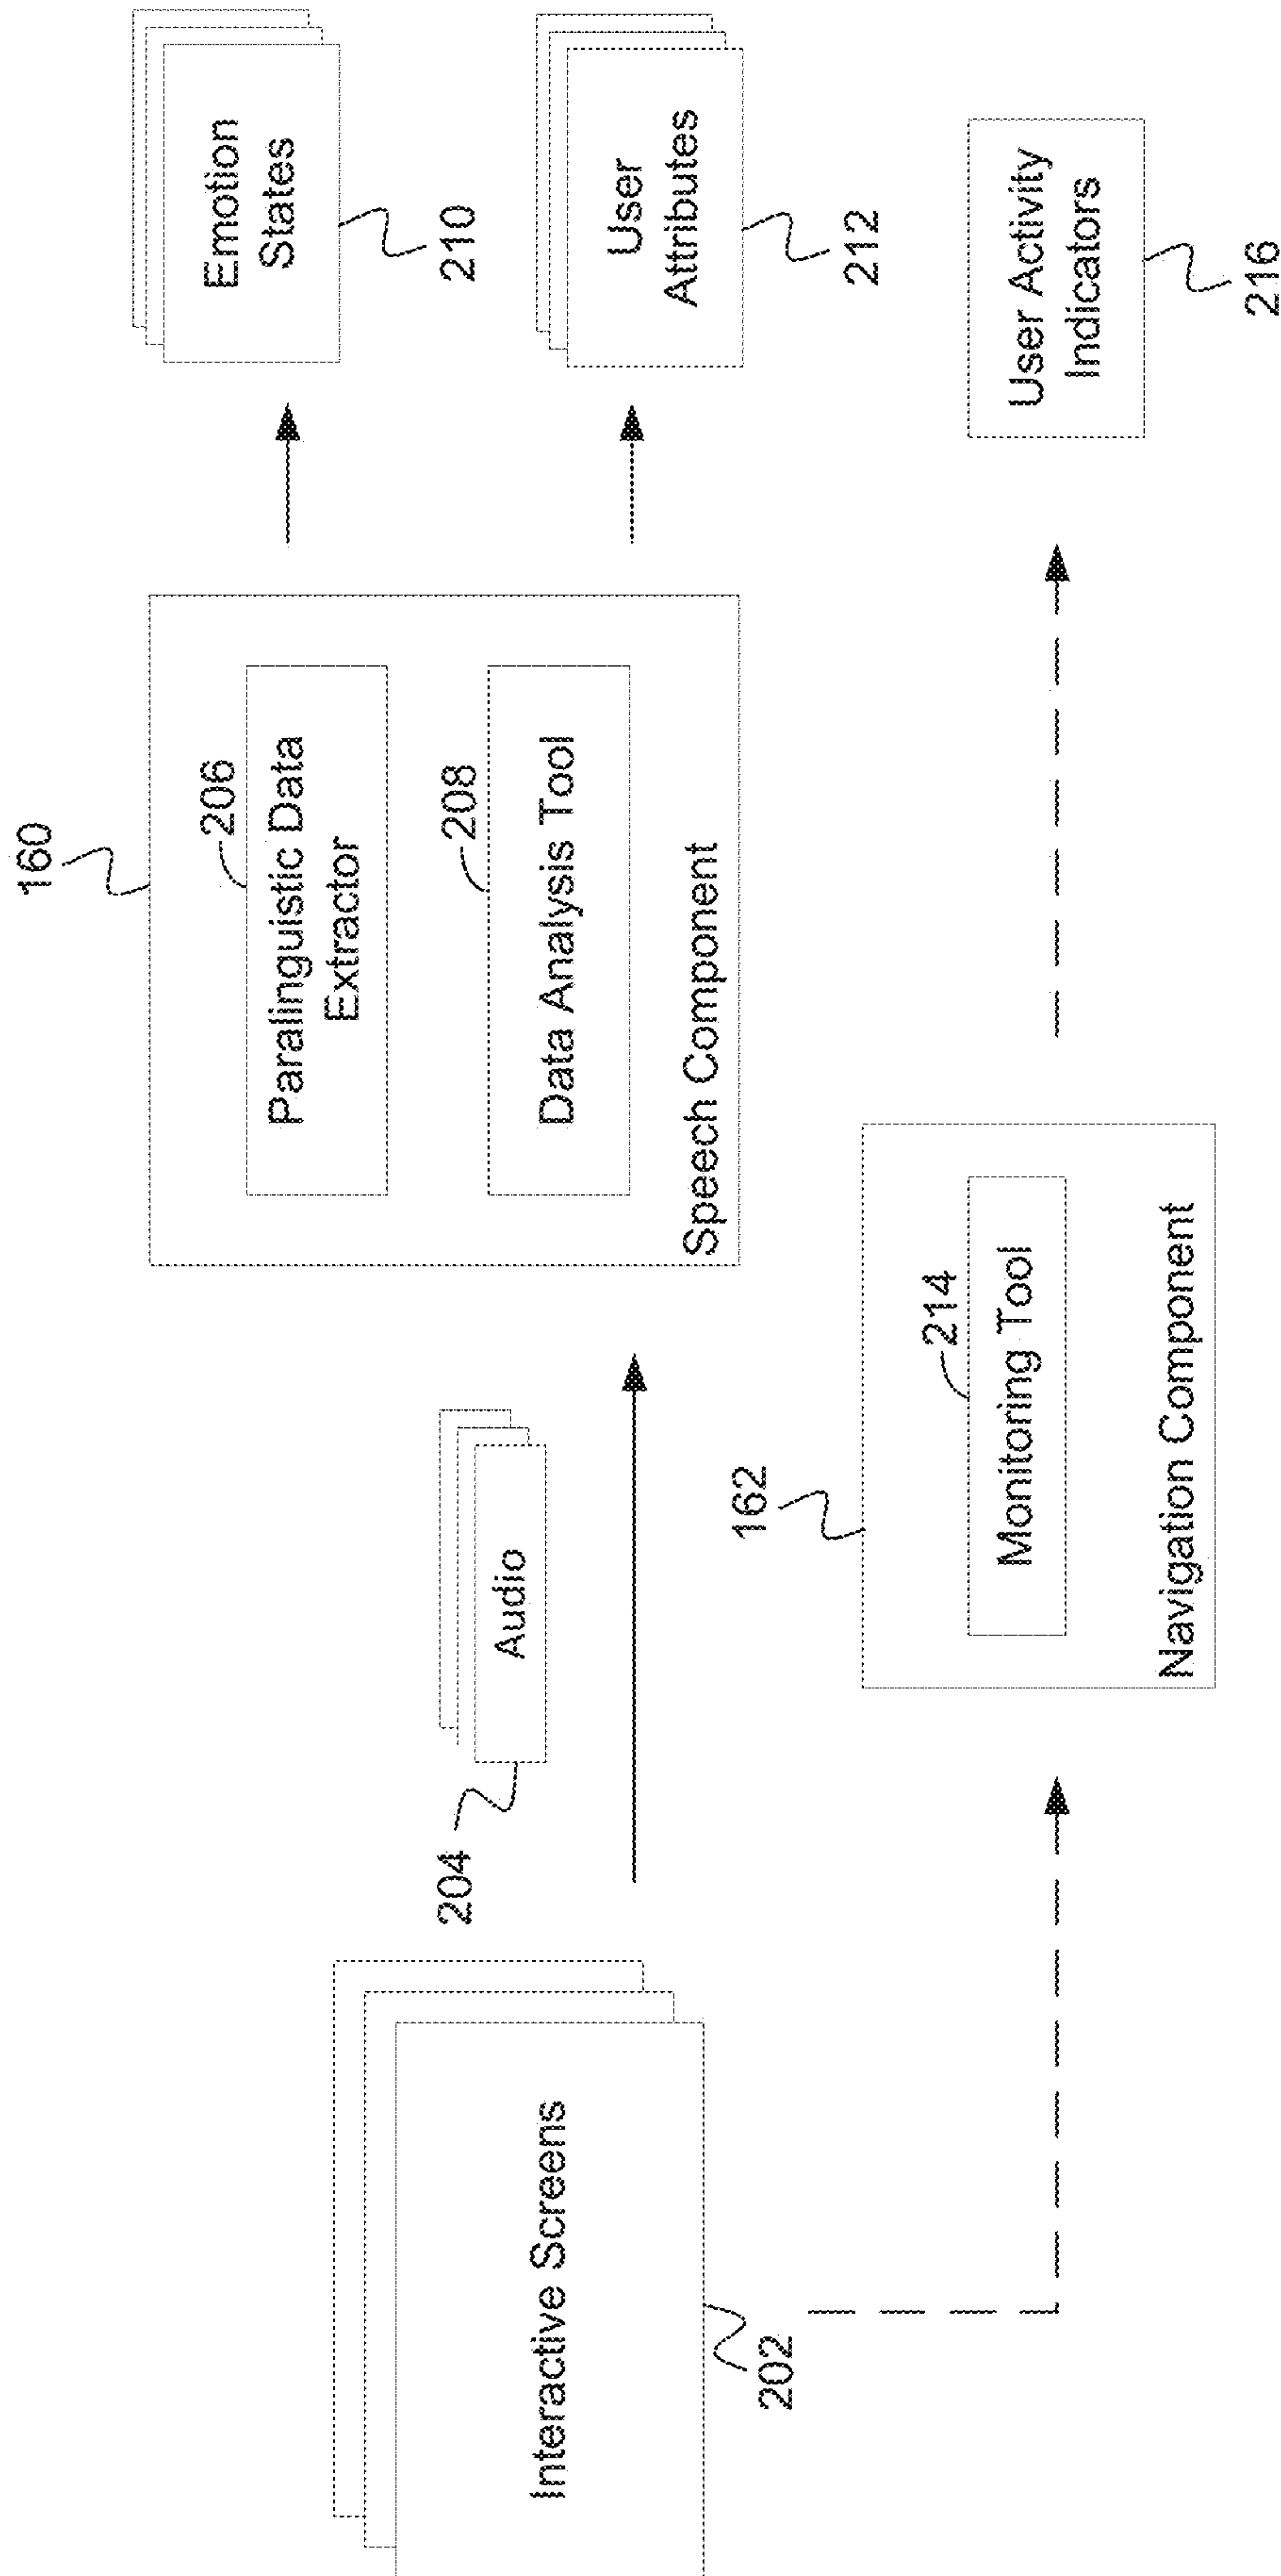 Interactive Screens
202
204
Audio
160
206
Paralinguistic Data
Extractor
208
Data Analysis Tool
Speech Component
162
214
Monitoring Tool
Navigation Component
Emotion
States
210
User
Attributes
212
User Activity
Indicators
216